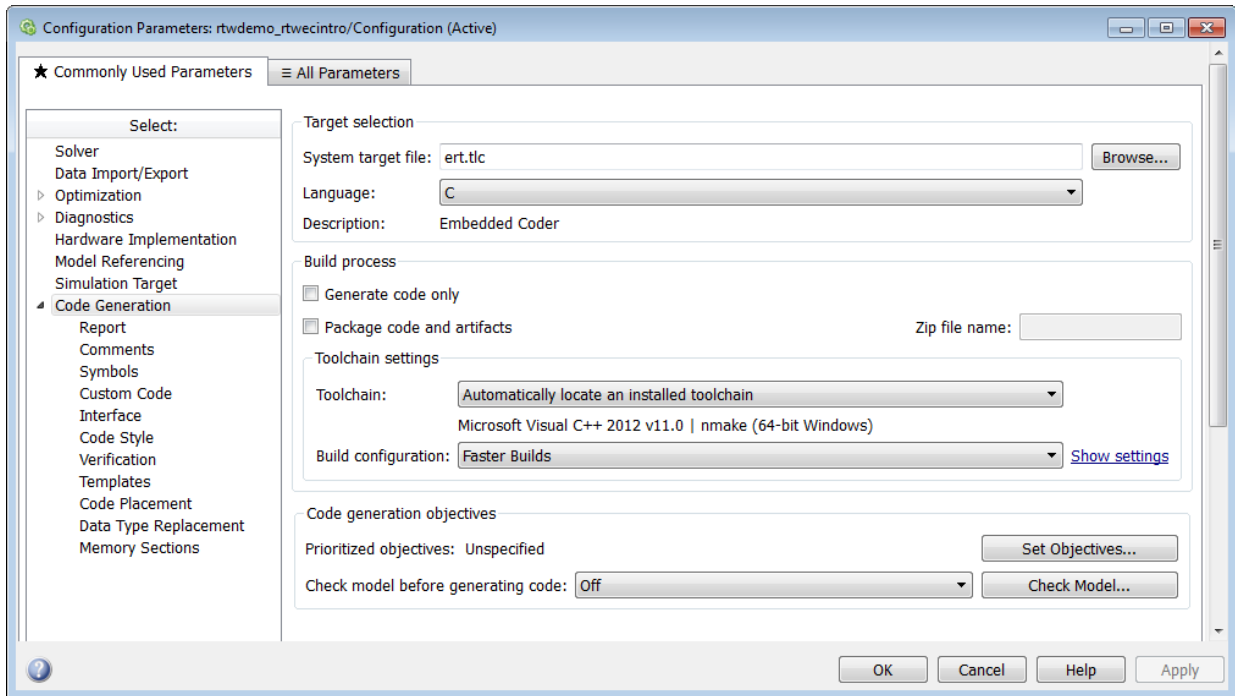 Configuration Parameters: rtwdemo_rtwecintro/Configuration (Active)
★ Commonly Used Parameters
≡ All Parameters
Select:
Solver
Data Import/Export
Optimization
Diagnostics
Hardware Implementation
Model Referencing
Simulation Target
Code Generation
Report
Comments
Symbols
Custom Code
Interface
Code Style
Verification
Templates
Code Placement
Data Type Replacement
Memory Sections
Target selection
System target file: ert.tlc Browse...
Language: C
Description: Embedded Coder
Build process
Generate code only
Package code and artifacts Zip file name:
Toolchain settings
Toolchain: Automatically locate an installed toolchain
Microsoft Visual C++ 2012 v11.0 | nmake (64-bit Windows)
Build configuration: Faster Builds Show settings
Code generation objectives
Prioritized objectives: Unspecified Set Objectives...
Check model before generating code: Off Check Model...
? OK Cancel Help Apply